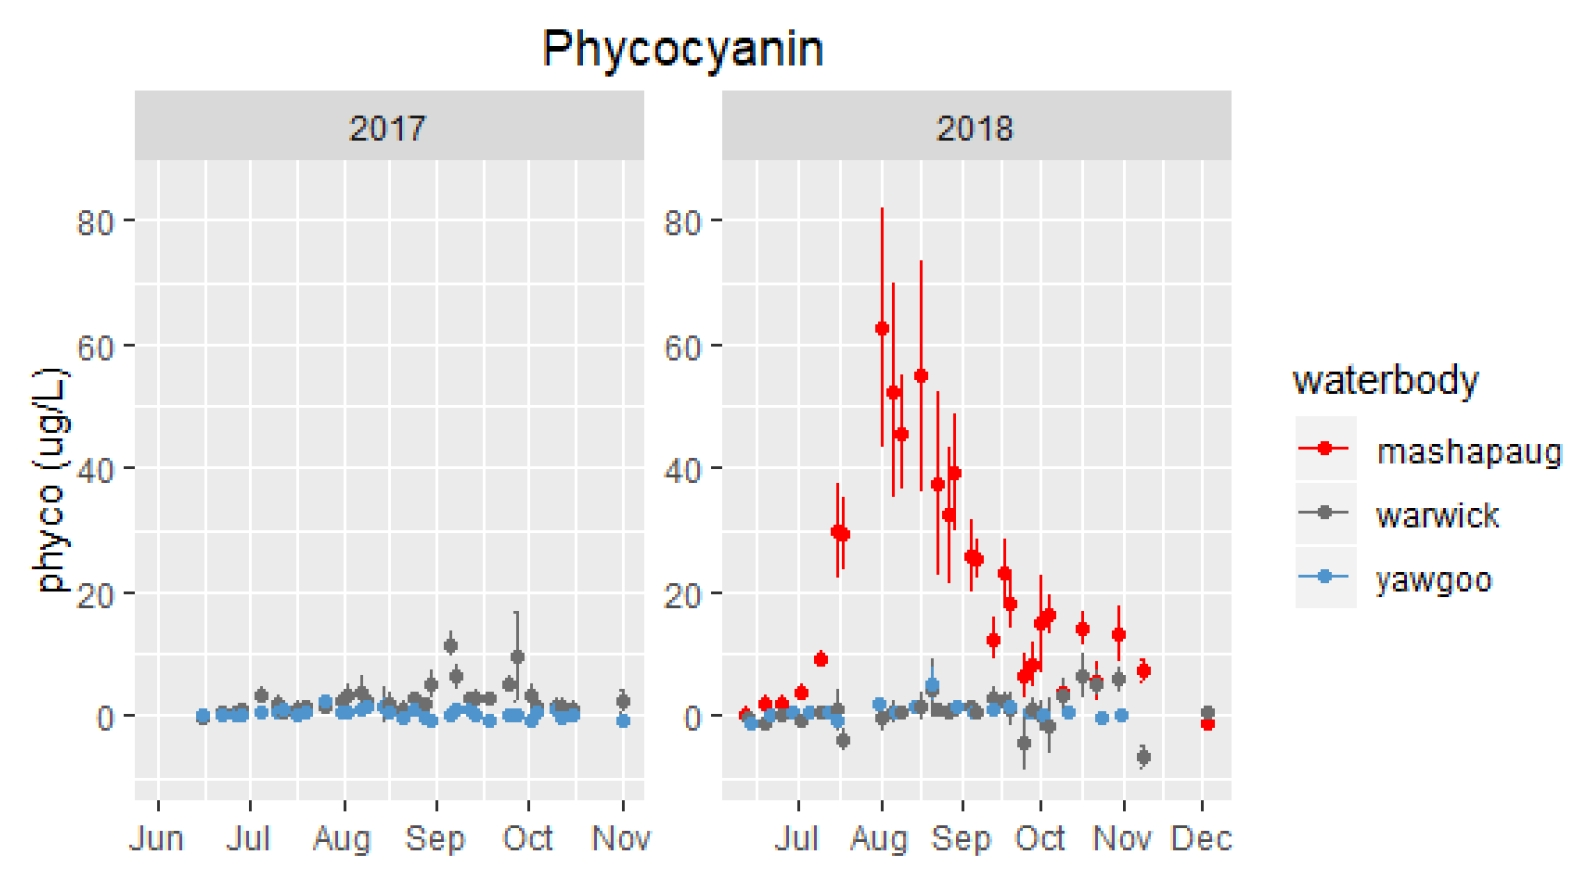 Phycocyanin
2017
2018
phyco (ug/L)
80
60
40
20
0
80
60
40
20
0
Jun Jul Aug Sep Oct Nov
Jul Aug Sep Oct Nov Dec
waterbody
mashapaug
warwick
yawgoo